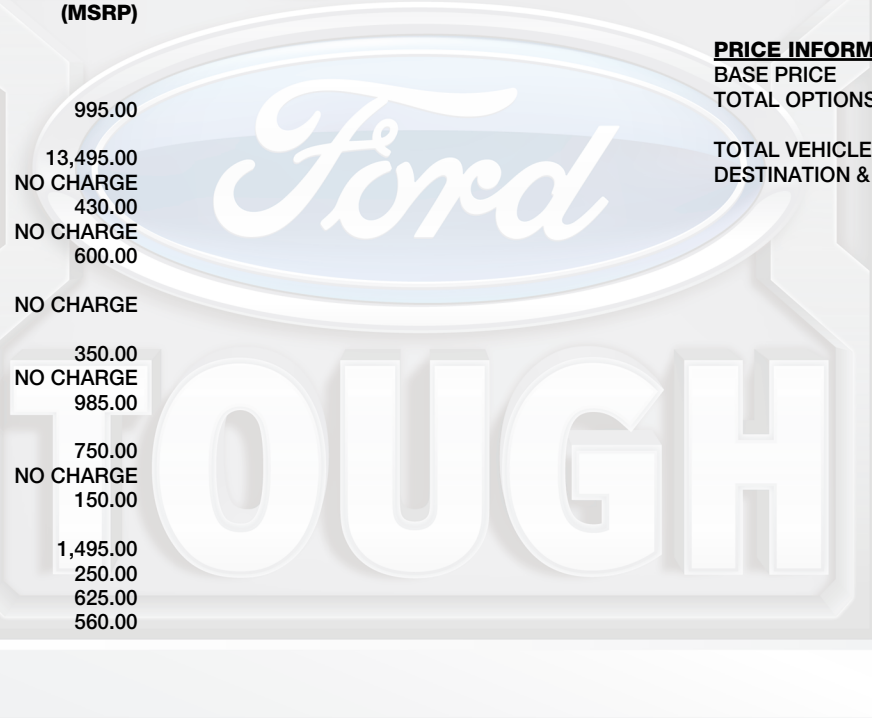 (MSRP)
995.00
13,495.00
NO CHARGE
430.00
NO CHARGE
600.00
NO CHARGE
350.00
NO CHARGE
985.00
750.00
NO CHARGE
150.00
1,495.00
250.00
625.00
560.00
PRICE INFORM
BASE PRICE
TOTAL OPTIONS
TOTAL VEHICLE
DESTINATION &
Ford
TOUGH